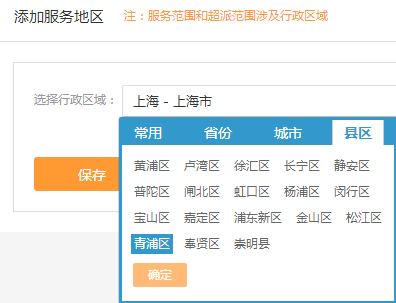 添加服务地区 注：服务范围和超派范围涉及行政区域
选择行政区域： 上海 - 上海市
常用 省份 城市 县区
黄浦区 卢湾区 徐汇区 长宁区 静安区
普陀区 闸北区 虹口区 杨浦区 闵行区
宝山区 嘉定区 浦东新区 金山区 松江区
青浦区 奉贤区 崇明县
保存
确定